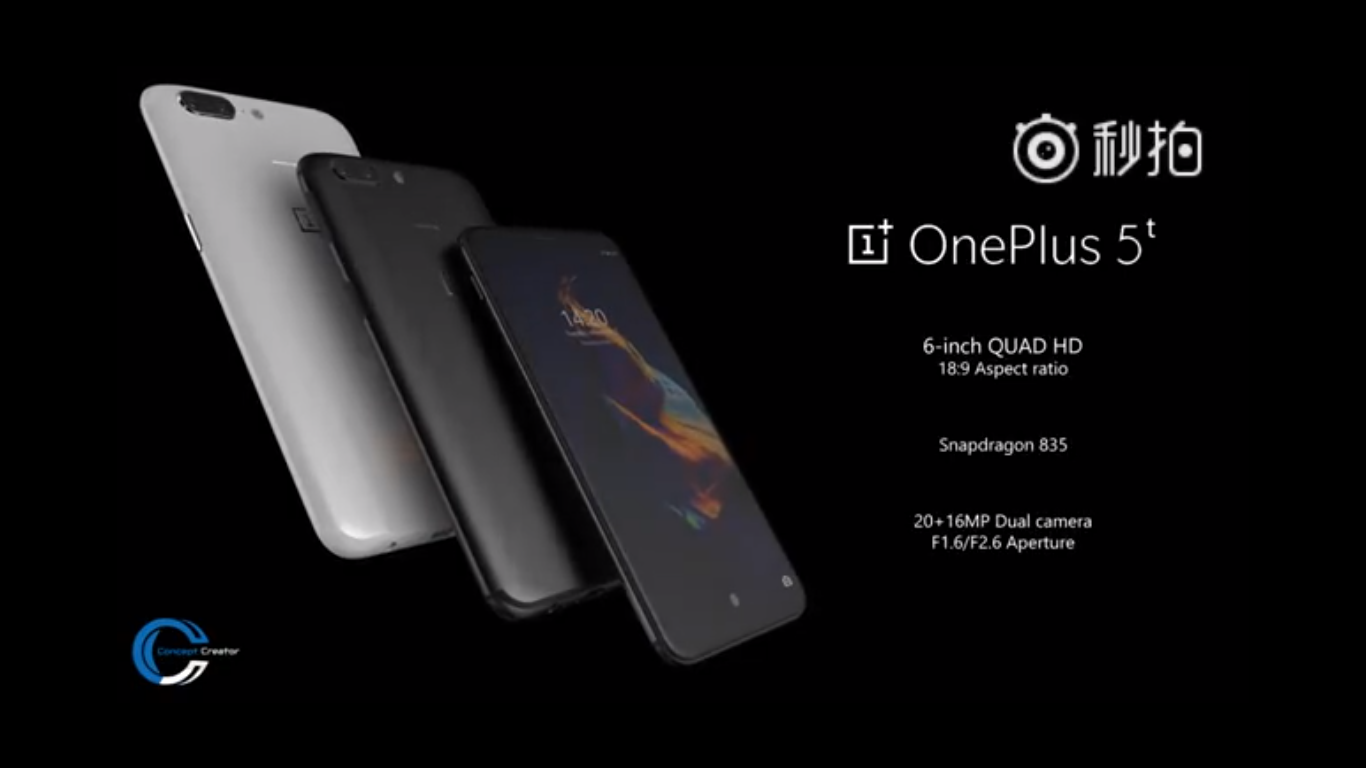 秒拍
1+ OnePlus 5t
6-inch QUAD HD
18:9 Aspect ratio
Snapdragon 835
20+16MP Dual camera
F1.6/F2.6 Aperture
14:20
Concept Creator